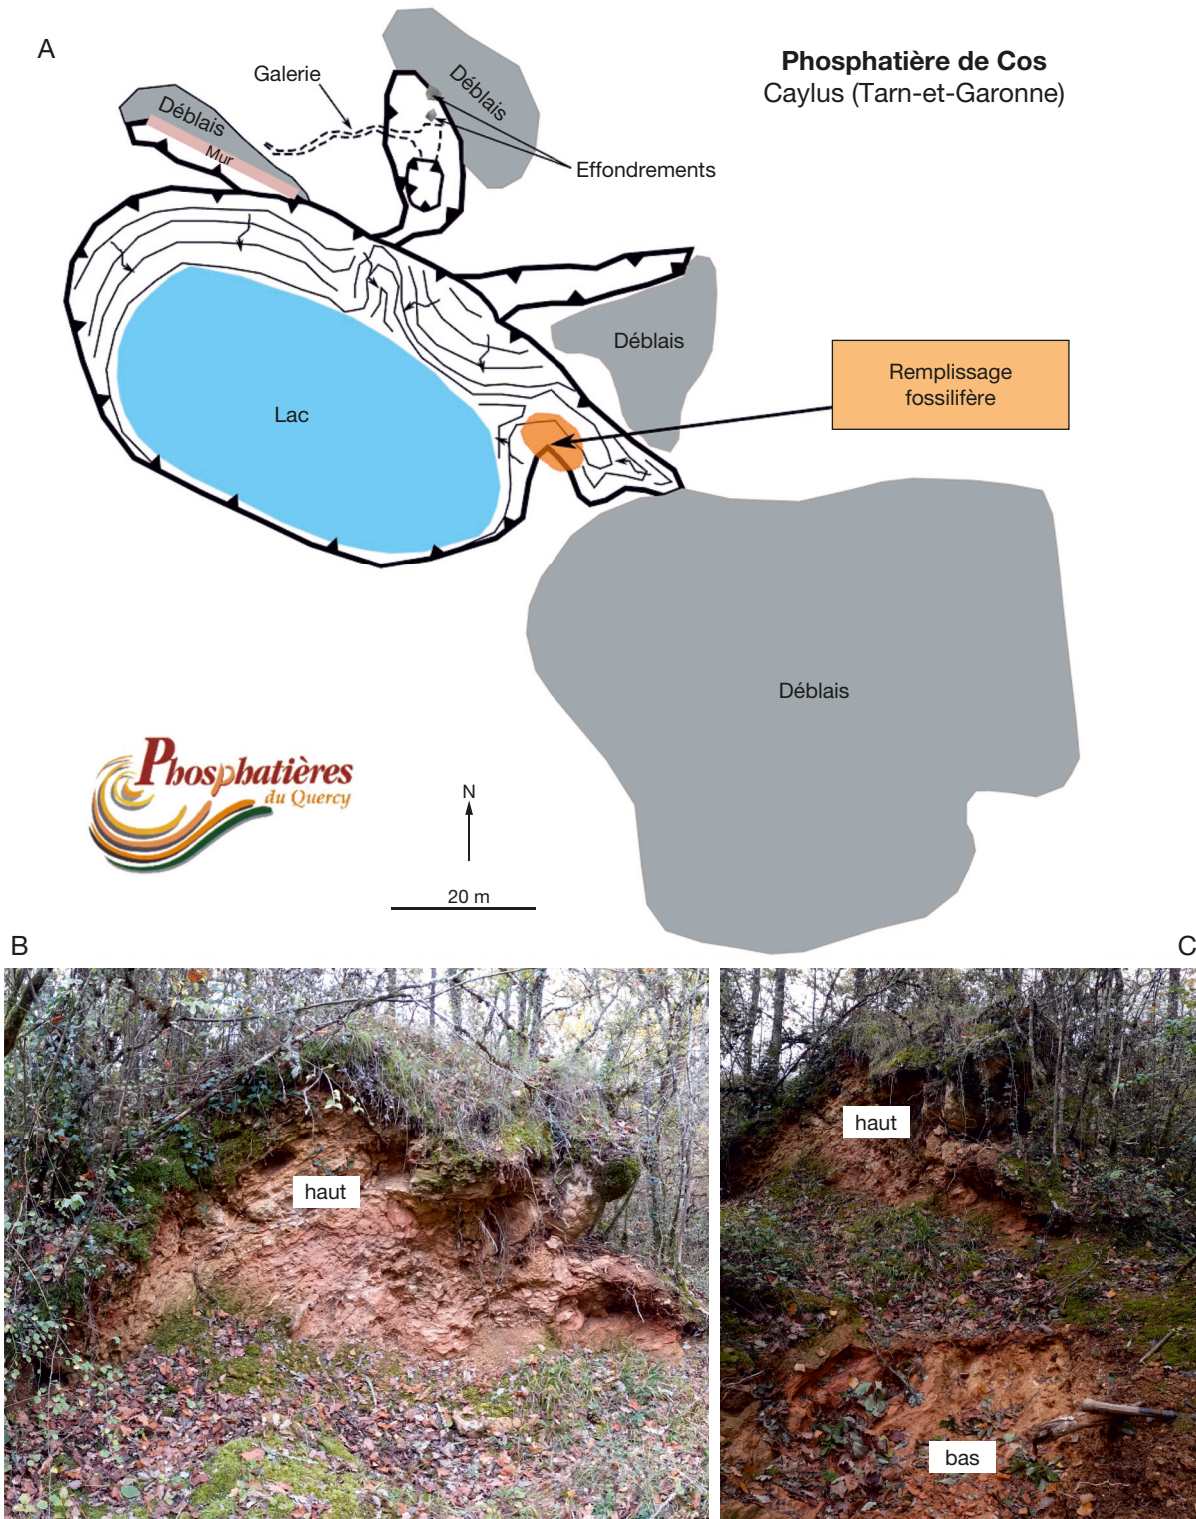 A
Phosphatière de Cos
Caylus (Tarn-et-Garonne)
Galerie
Déblais
Déblais
Mur
Effondrements
Déblais
Remplissage
fossilifère
Lac
Déblais
Phosphatières
du Quercy
N
20 m
B
C
haut
haut
bas